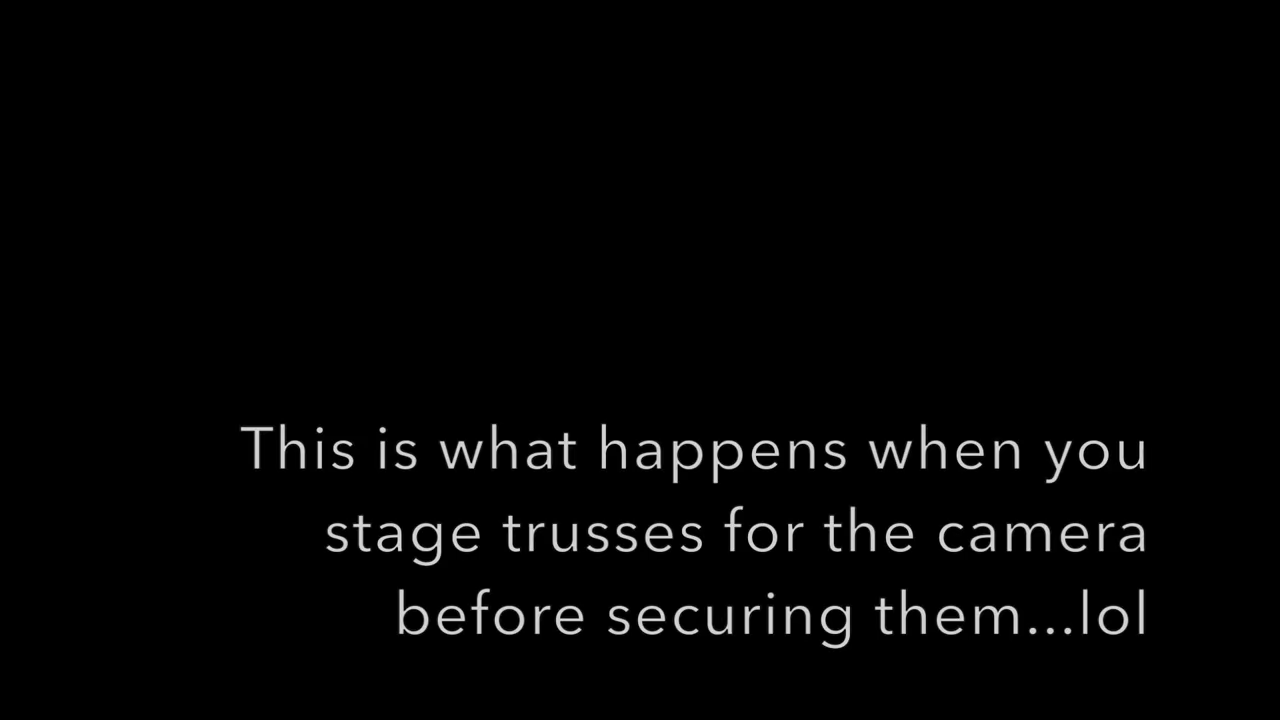 This is what happens when you
stage trusses for the camera
before securing them...lol